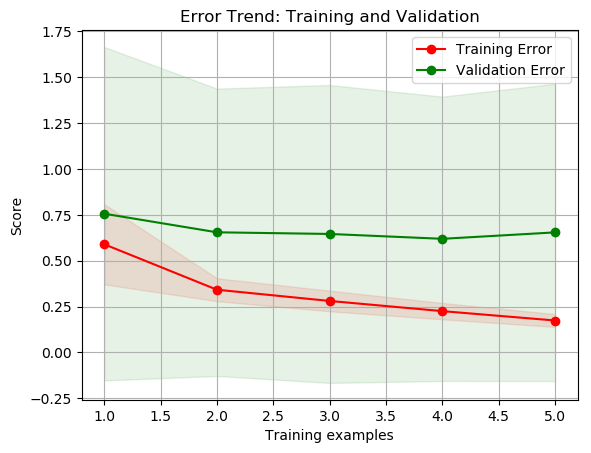 Error Trend: Training and Validation
Training Error
Validation Error
1.75
1.50
1.25
1.00
0.75
0.50
0.25
0.00
−0.25
Score
1.0 1.5 2.0 2.5 3.0 3.5 4.0 4.5 5.0
Training examples